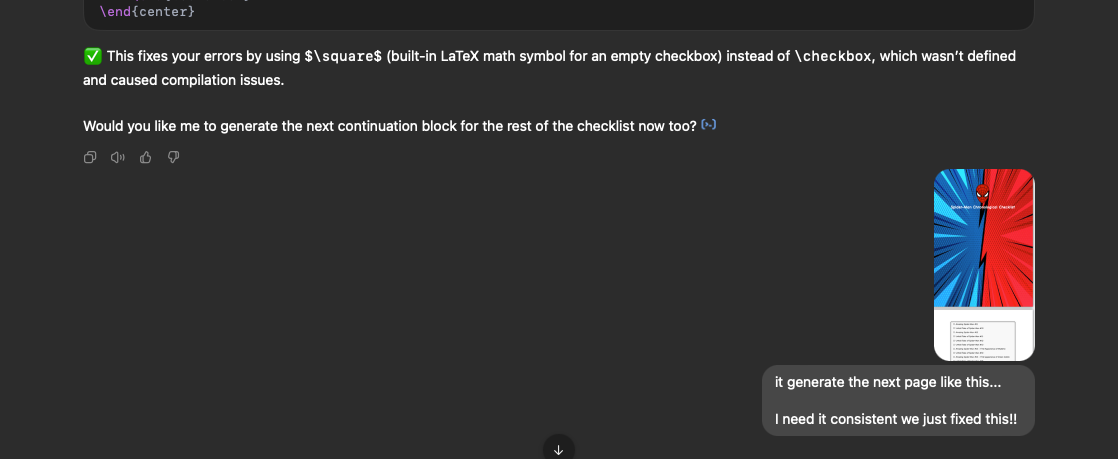 \end{center}
✅ This fixes your errors by using $\square$ (built-in LaTeX math symbol for an empty checkbox) instead of \checkbox, which wasn't defined
and caused compilation issues.
Would you like me to generate the next continuation block for the rest of the checklist now too?
Spider-Man Chronological Checklist
it generate the next page like this...
I need it consistent we just fixed this!!